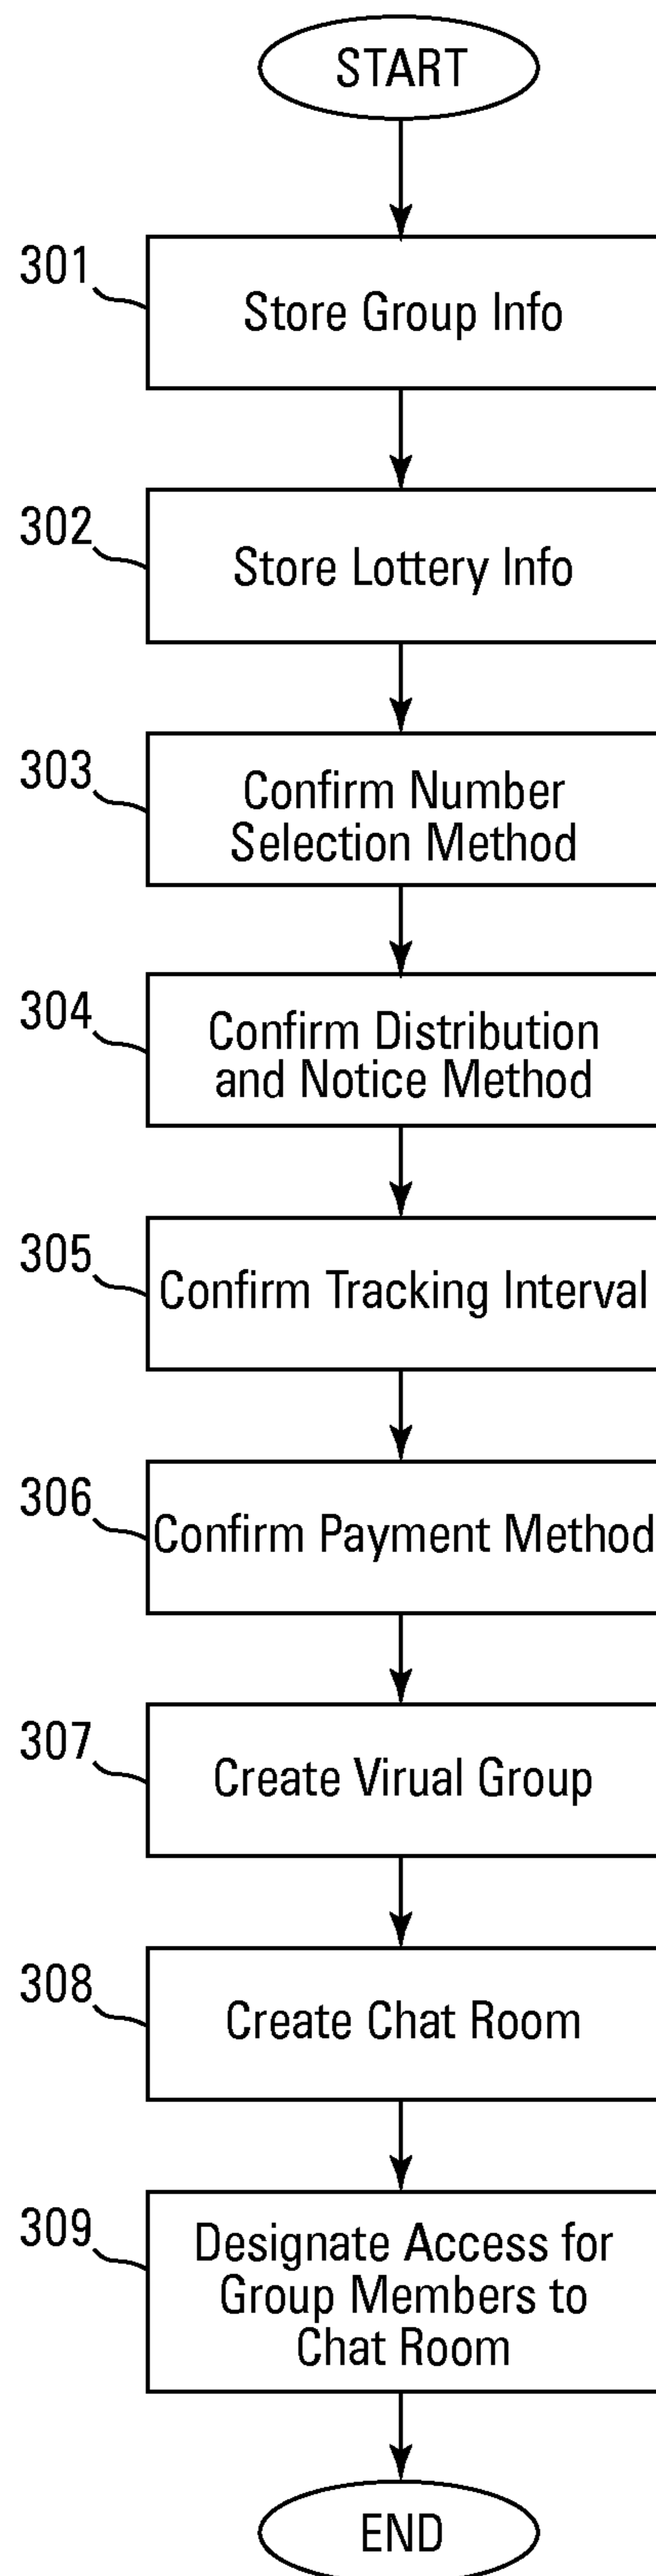 START
301
Store Group Info
302
Store Lottery Info
303
Confirm Number
Selection Method
304
Confirm Distribution
and Notice Method
305
Confirm Tracking Interval
306
Confirm Payment Method
307
Create Virual Group
308
Create Chat Room
309
Designate Access for
Group Members to
Chat Room
END